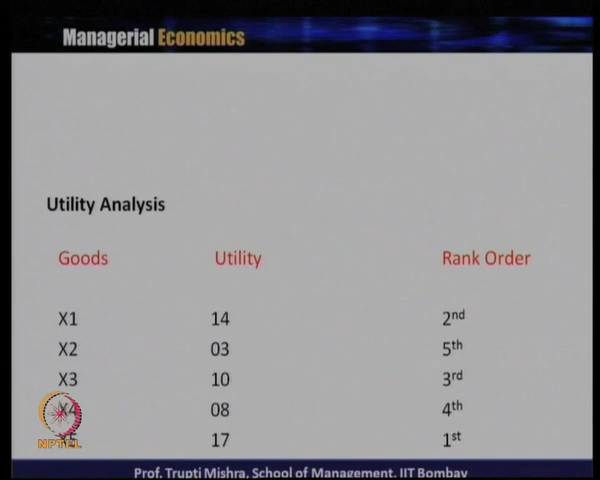 Managerial Economics
Utility Analysis
Goods Utility Rank Order
X1 14 2nd
X2 03 5th
X3 10 3rd
X4 08 4th
17 1st
NPTEL
Prof. Trupti Mishra, School of Management, IIT Bombay